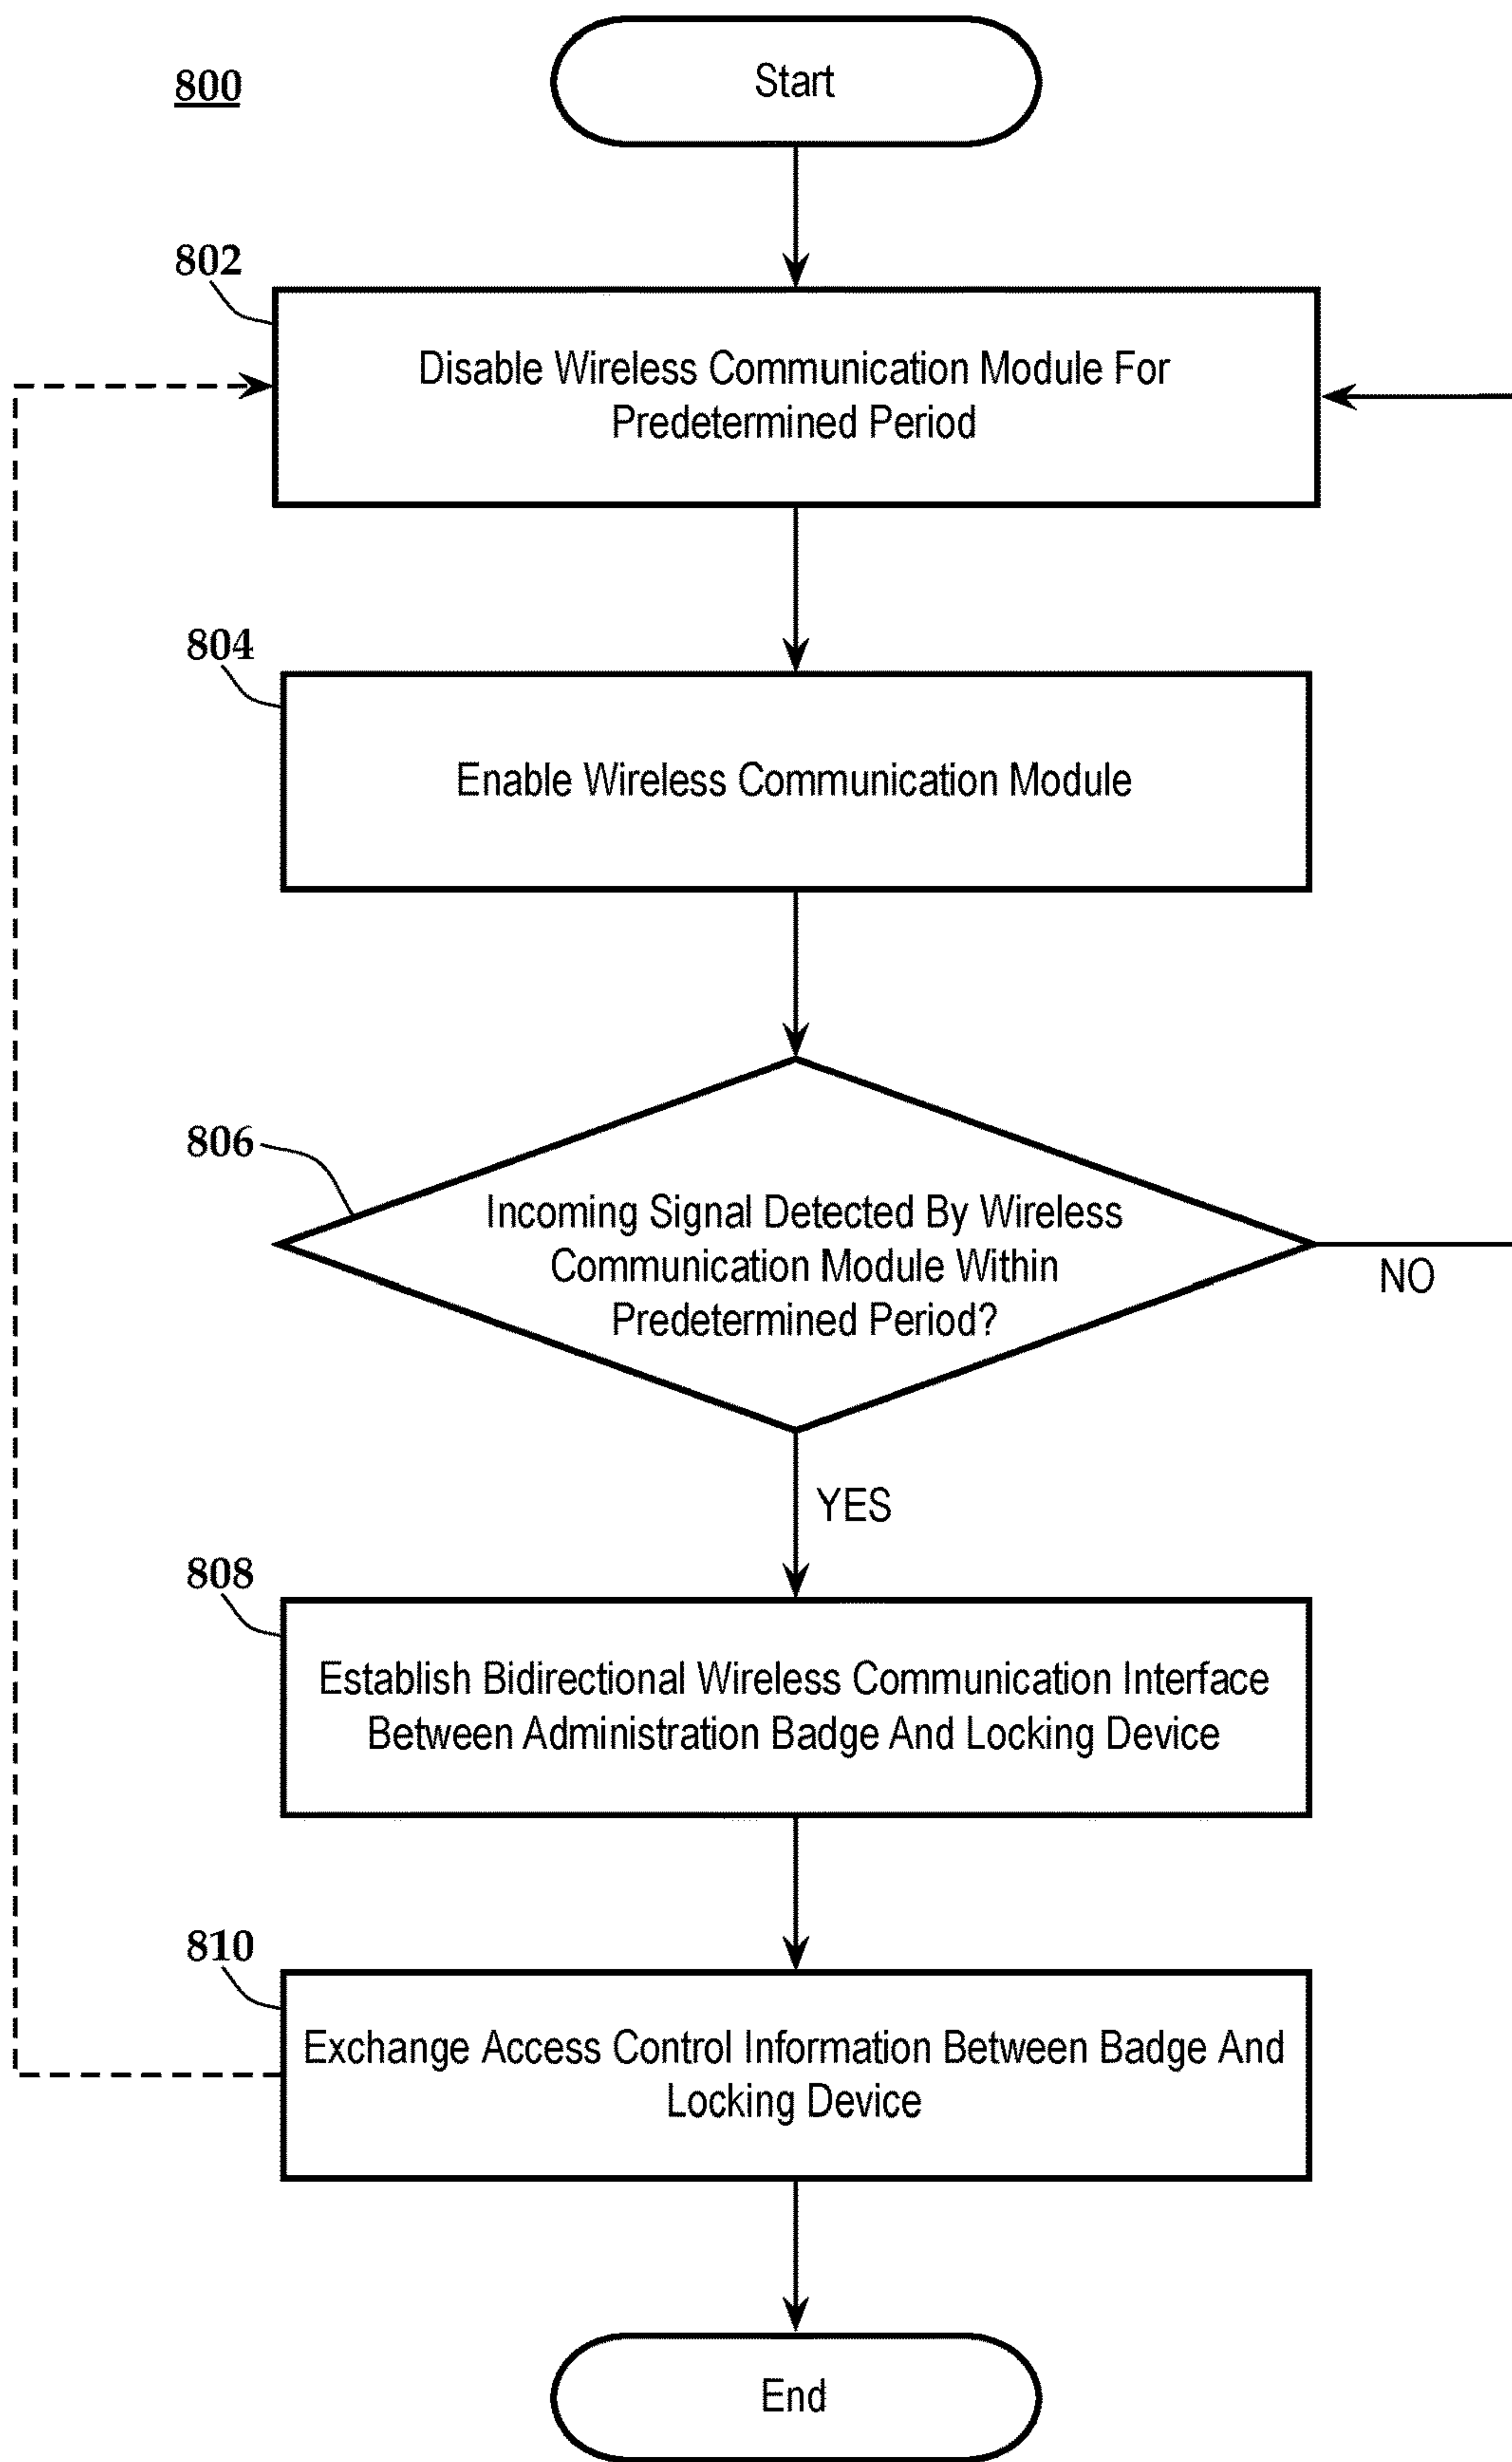 800
Start
802
Disable Wireless Communication Module For
Predetermined Period
804
Enable Wireless Communication Module
806
Incoming Signal Detected By Wireless
Communication Module Within
Predetermined Period?
NO
YES
808
Establish Bidirectional Wireless Communication Interface
Between Administration Badge And Locking Device
810
Exchange Access Control Information Between Badge And
Locking Device
End